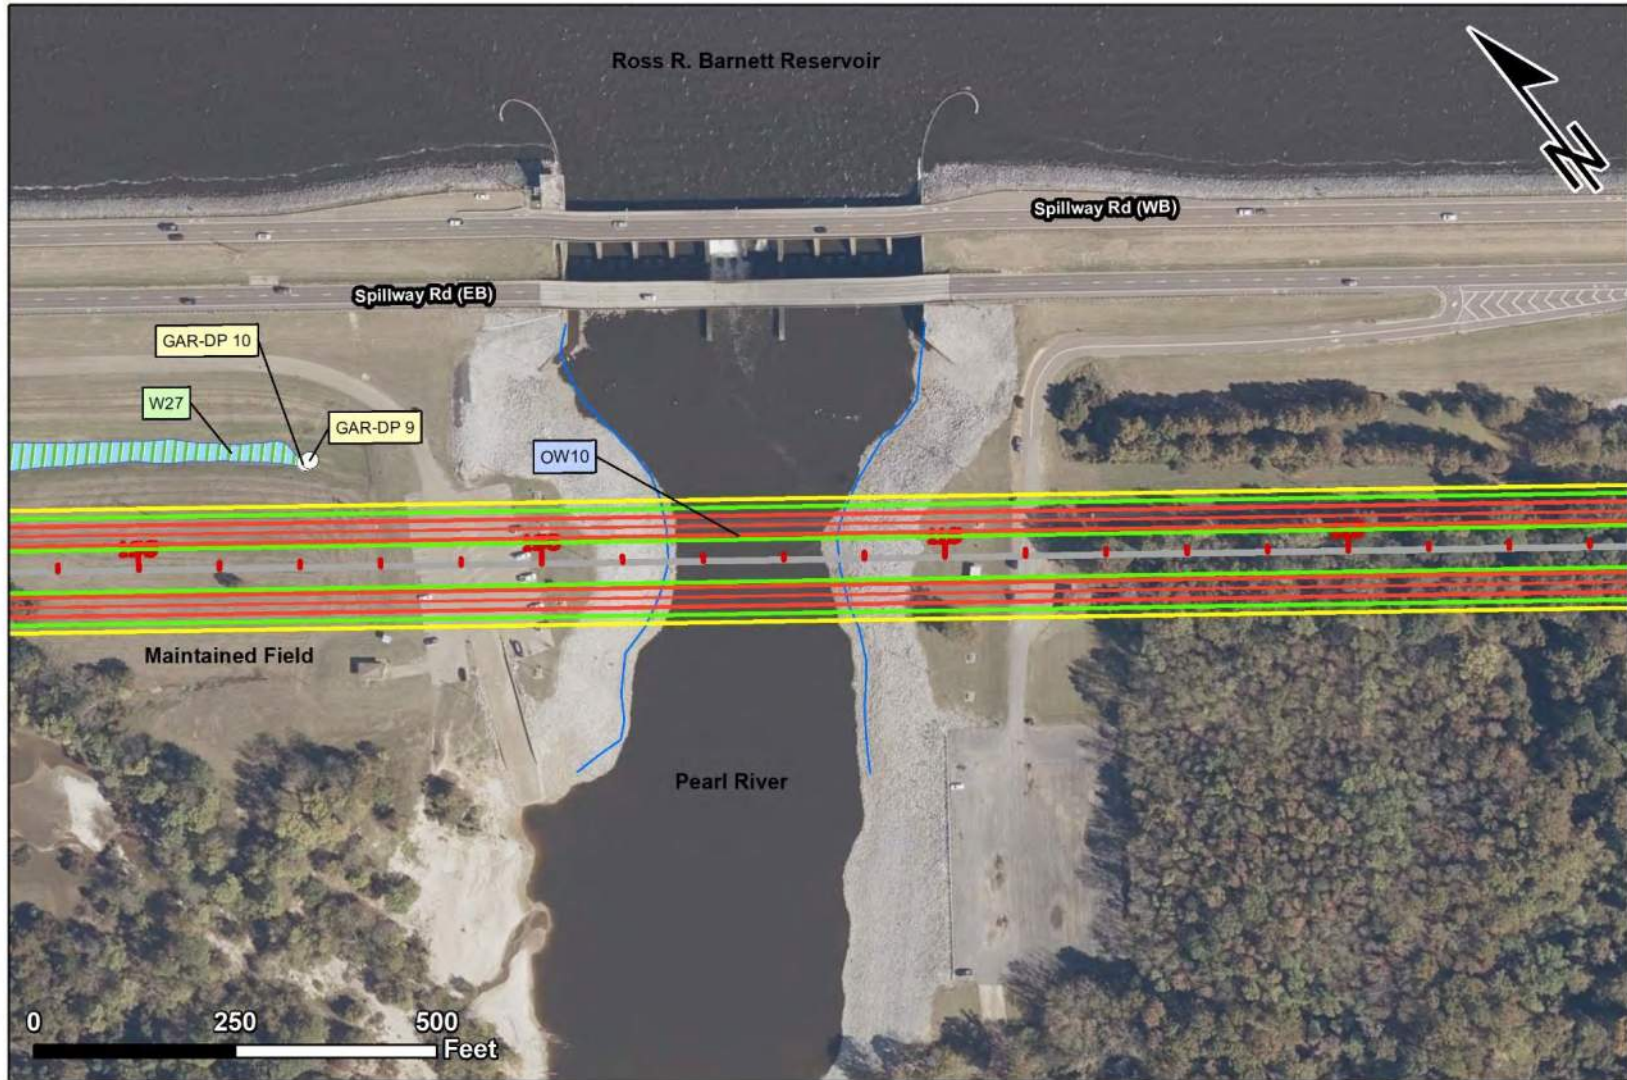 Ross R. Barnett Reservoir
N
Spillway Rd (WB)
Spillway Rd (EB)
GAR-DP 10
W27
GAR-DP 9
OW10
Maintained Field
Pearl River
0 250 500
Feet